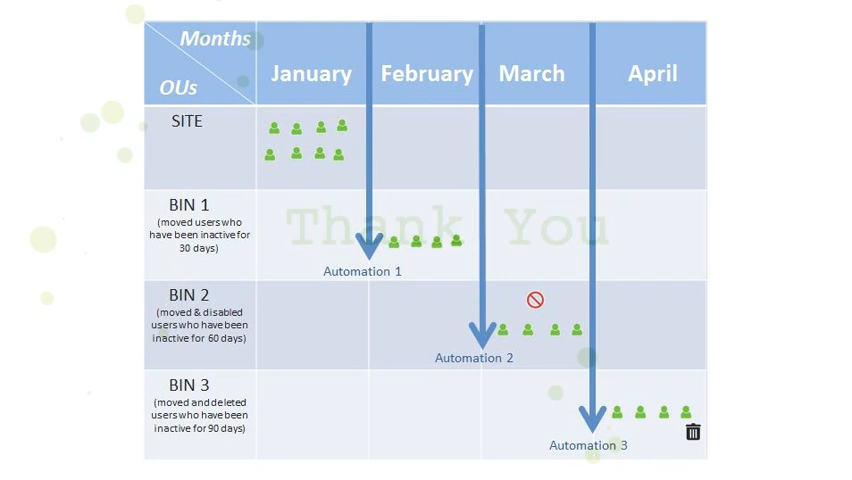 Months
OUs
January
February
March
April
SITE
BIN 1
(moved users who
have been inactive for
30 days)
Thank You
Automation 1
BIN 2
(moved & disabled
users who have been
inactive for 60 days)
Automation 2
BIN 3
(moved and deleted
users who have been
inactive for 90 days)
Automation 3